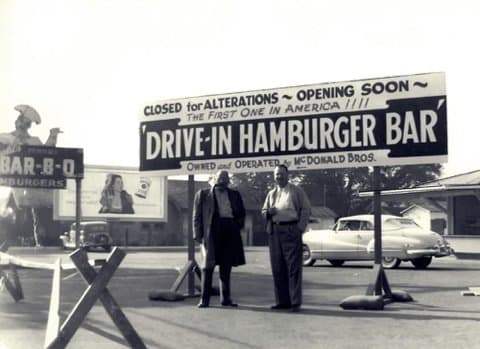 CLOSED for ALTERATIONS ~ OPENING SOON ~
THE FIRST ONE IN AMERICA !!!!
'DRIVE-IN HAMBURGER BAR'
OWNED and OPERATED by McDONALD BROS.
BAR-B-Q
HAMBURGERS